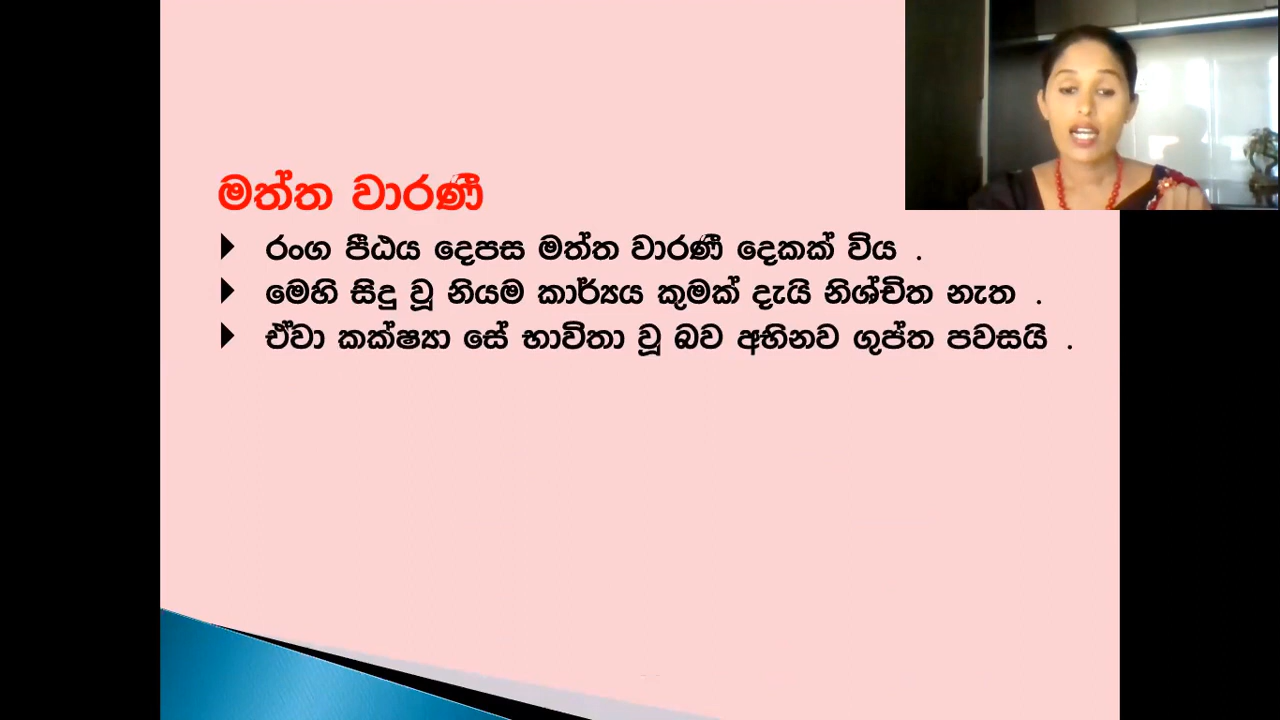 මත්ත වාරණී
රංග පීඨය දෙපස මත්ත වාරණී දෙකක් විය .
මෙහි සිදු වූ නියම කාර්යය කුමක් දැයි නිශ්චිත නැත .
ඒවා කක්ෂ්‍යා සේ භාවිතා වූ බව අභිනව ගුප්ත පවසයි .